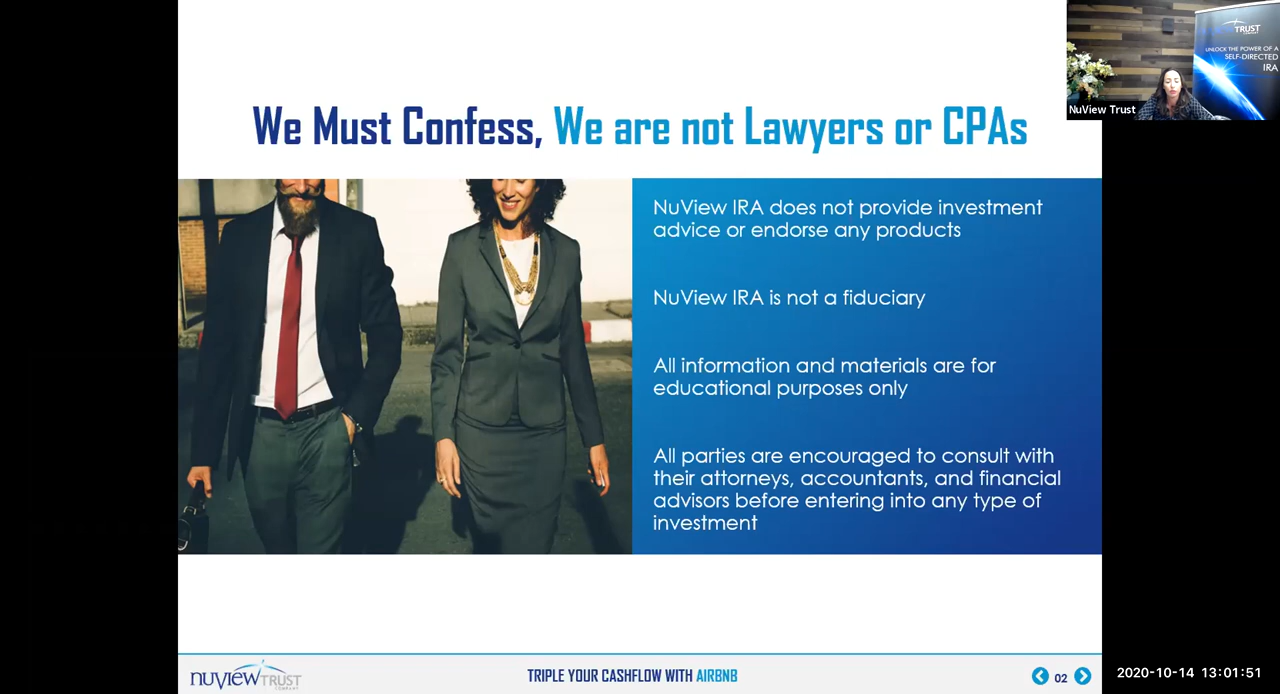 TRUST
COMPANY
UNLOCK THE POWER OF A
SELF-DIRECTED
IRA
NuView Trust
We Must Confess, We are not Lawyers or CPAs
NuView IRA does not provide investment
advice or endorse any products
NuView IRA is not a fiduciary
All information and materials are for
educational purposes only
All parties are encouraged to consult with
their attorneys, accountants, and financial
advisors before entering into any type of
investment
nuview TRUST
COMPANY
TRIPLE YOUR CASHFLOW WITH AIRBNB
02
2020-10-14 13:01:51